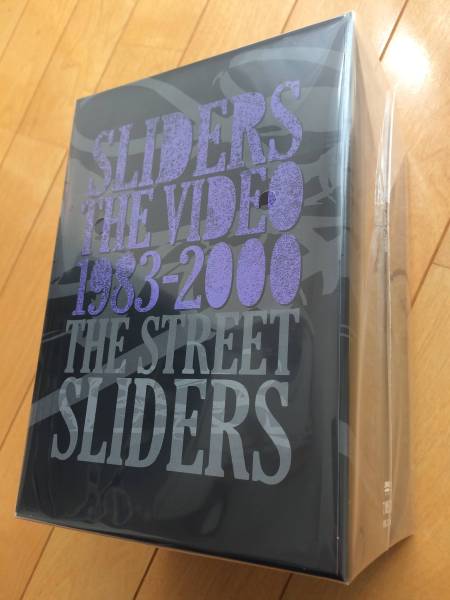 SLIDERS
THE VIDEO
1983-2000
THE STREET
SLIDERS